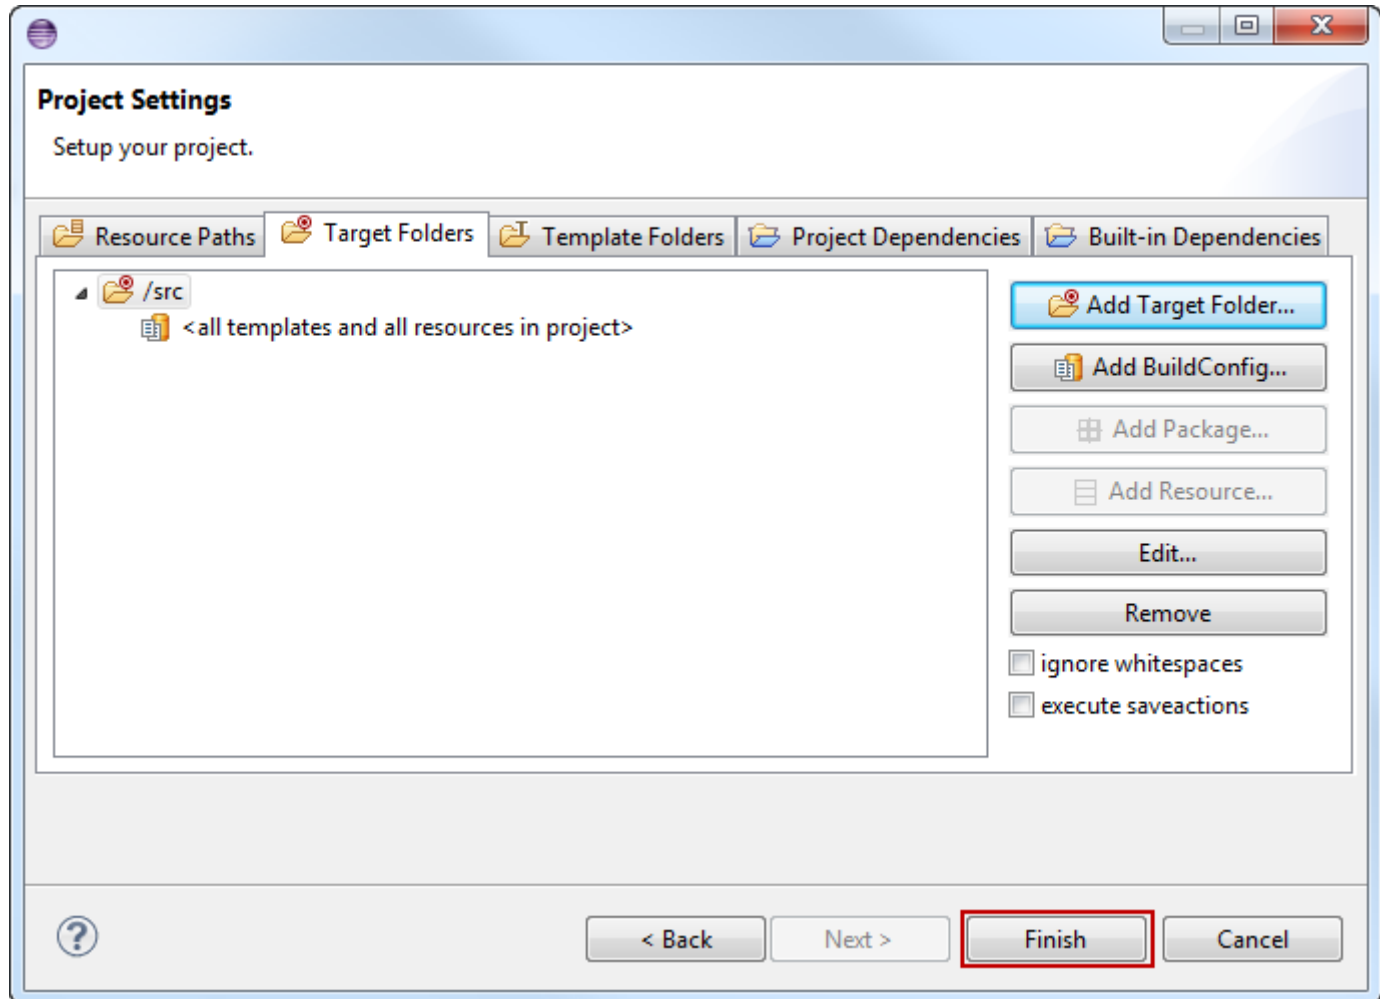 Project Settings
Setup your project.
Resource Paths Target Folders Template Folders Project Dependencies Built-in Dependencies
/src
<all templates and all resources in project>
Add Target Folder...
Add BuildConfig...
Add Package...
Add Resource...
Edit...
Remove
ignore whitespaces
execute saveactions
< Back Next > Finish Cancel